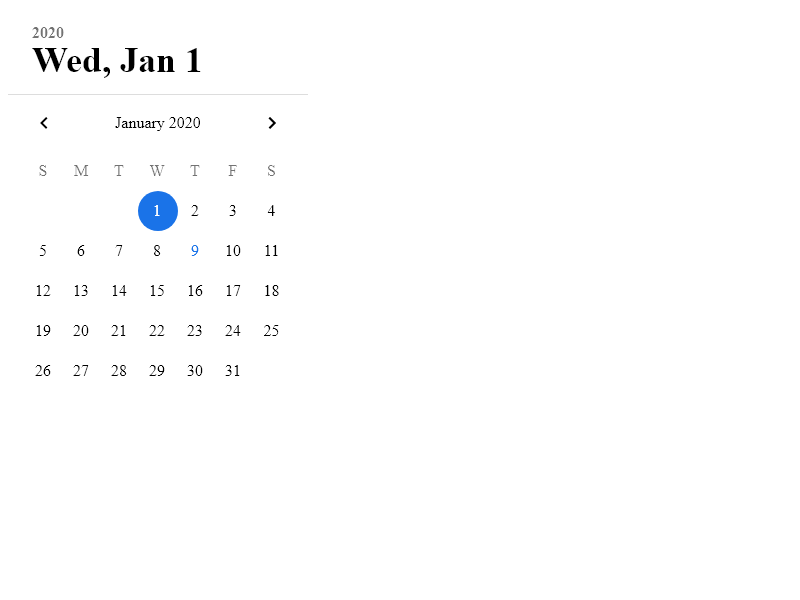 2020
Wed, Jan 1
January 2020
S M T W T F S
1 2 3 4
5 6 7 8 9 10 11
12 13 14 15 16 17 18
19 20 21 22 23 24 25
26 27 28 29 30 31